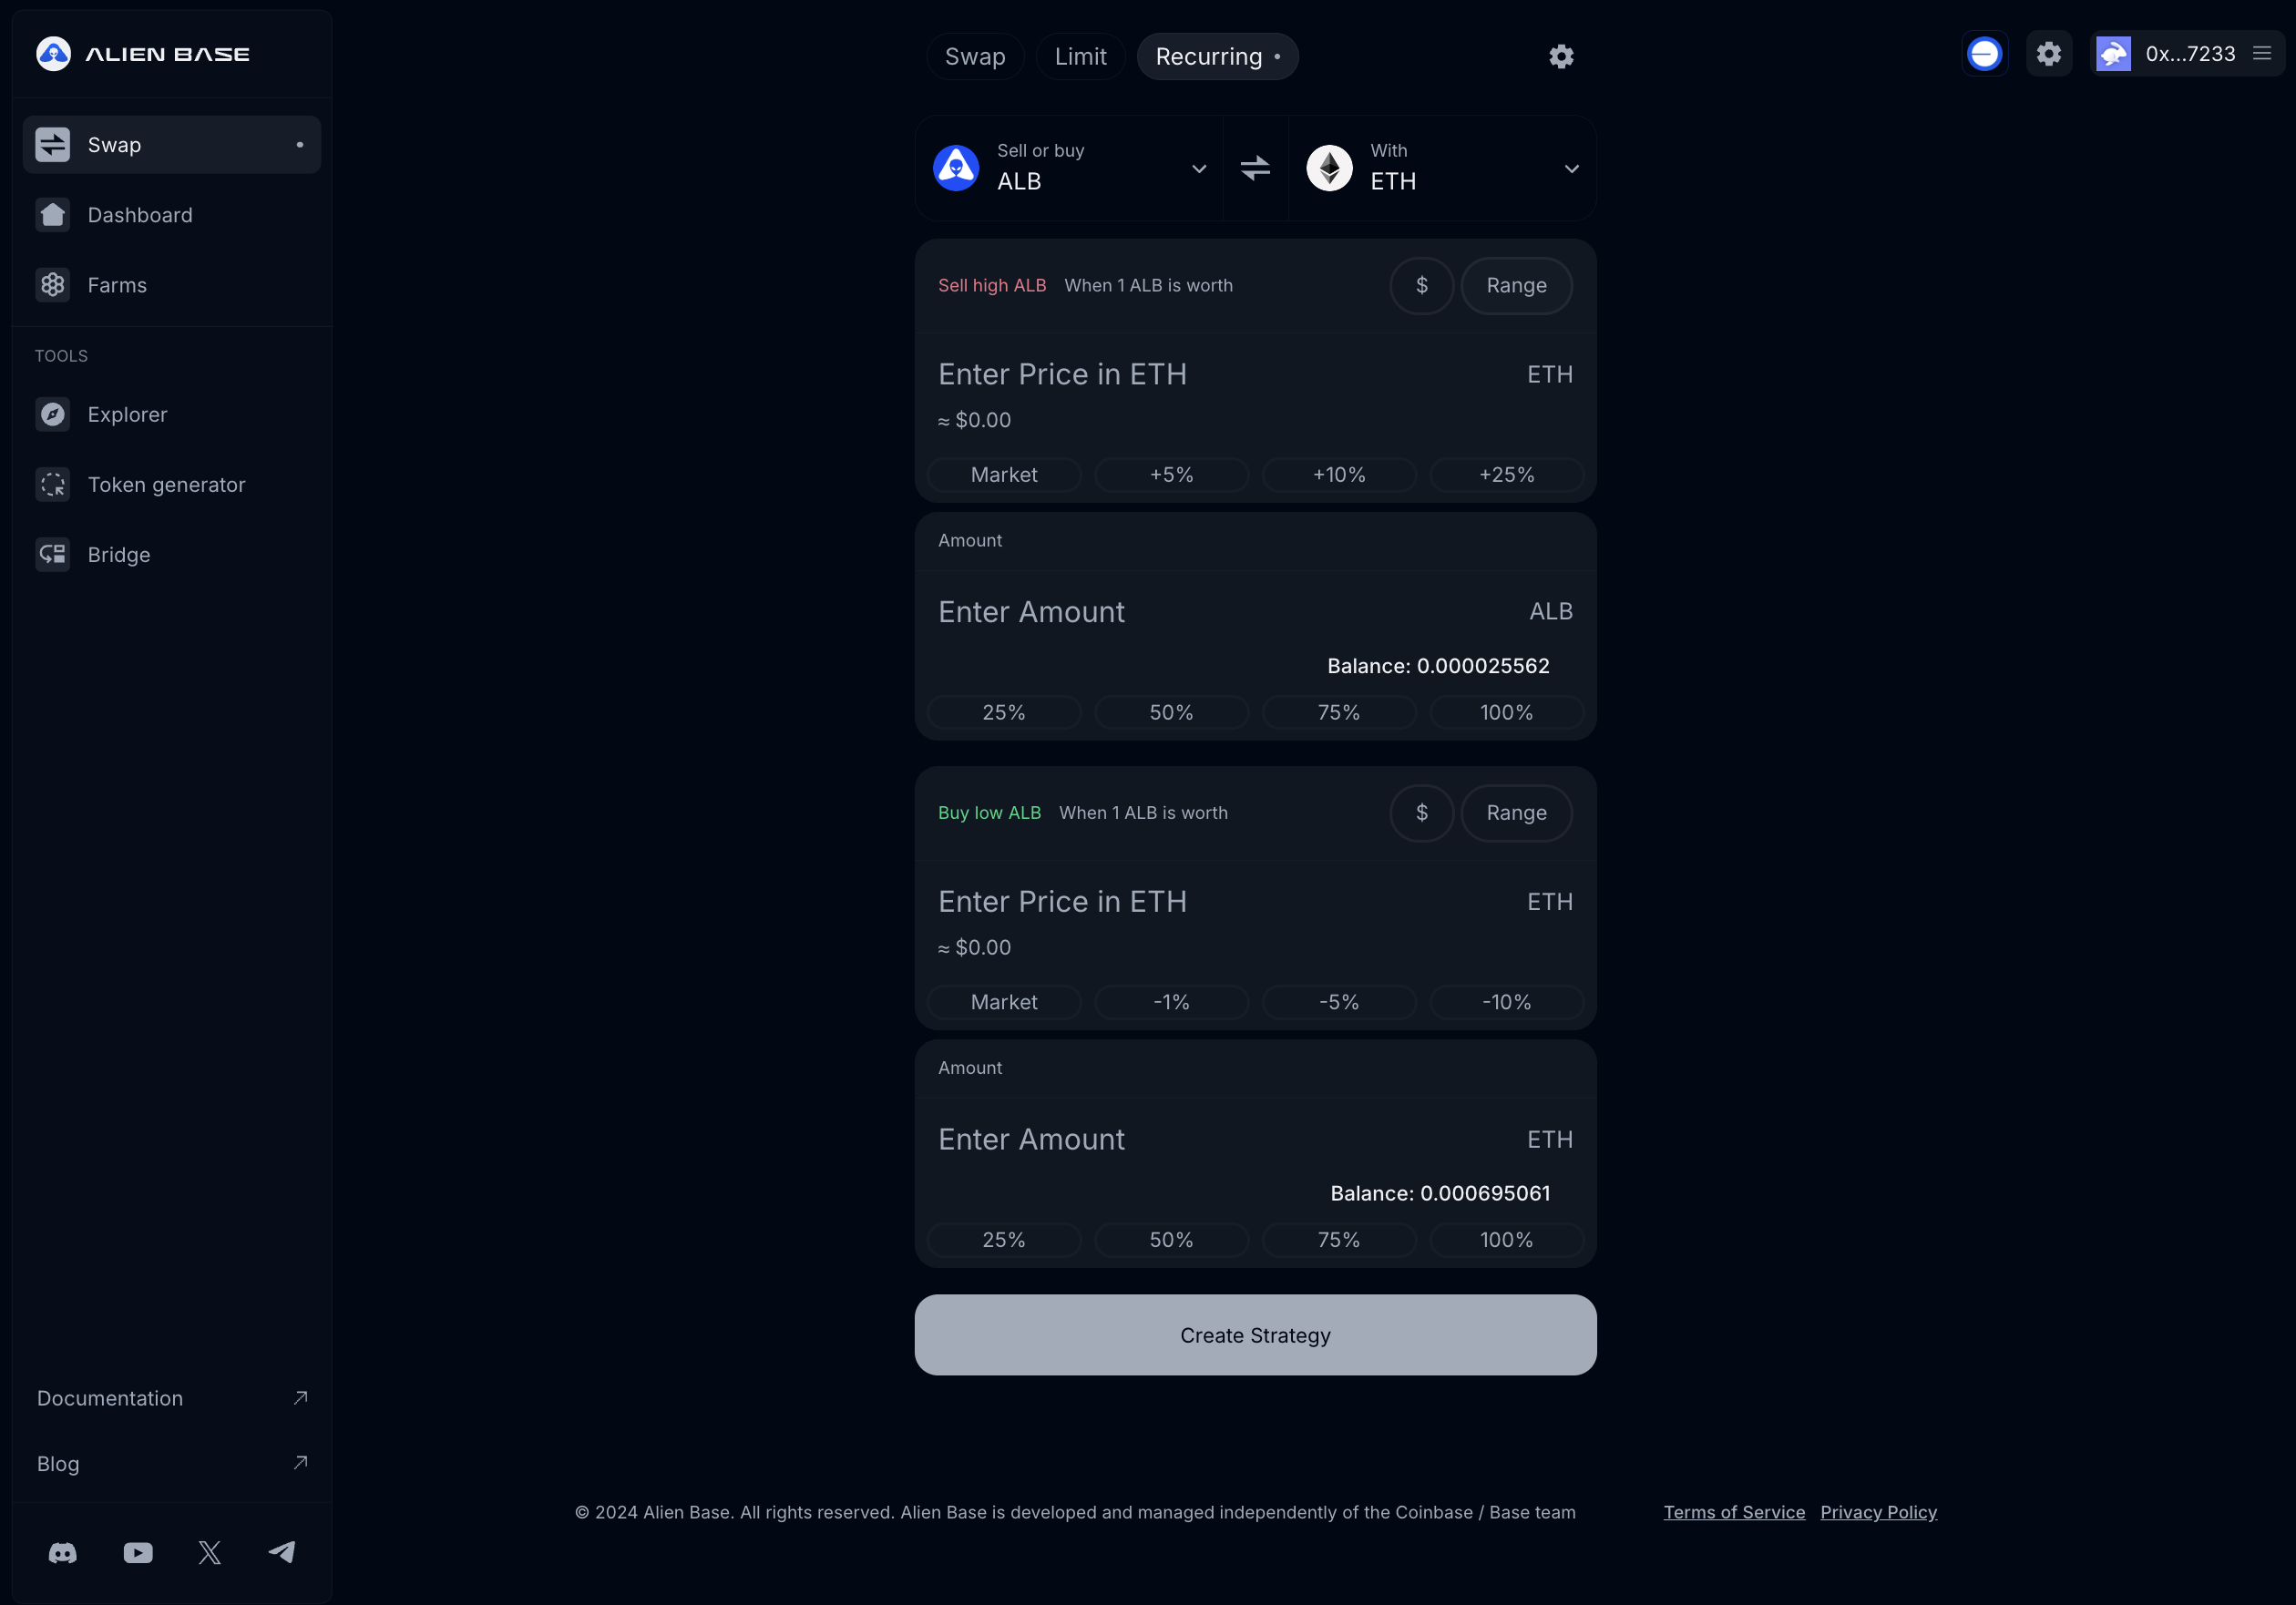 ALIEN BASE
Swap
Dashboard
Farms
TOOLS
Explorer
Token generator
Bridge
Documentation
Blog
Swap Limit Recurring
0x...7233
Sell or buy
ALB
With
ETH
Sell high ALB When 1 ALB is worth $ Range
Enter Price in ETH ETH
≈ $0.00
Market +5% +10% +25%
Amount
Enter Amount ALB
Balance: 0.000025562
25% 50% 75% 100%
Buy low ALB When 1 ALB is worth $ Range
Enter Price in ETH ETH
≈ $0.00
Market -1% -5% -10%
Amount
Enter Amount ETH
Balance: 0.000695061
25% 50% 75% 100%
Create Strategy
© 2024 Alien Base. All rights reserved. Alien Base is developed and managed independently of the Coinbase / Base team Terms of Service Privacy Policy